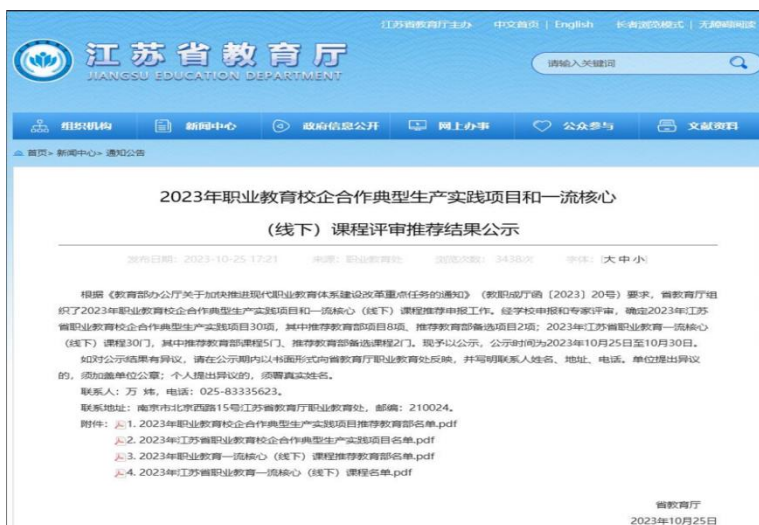 江苏省教育厅主办 中文首页 | English 长者浏览模式 | 无障碍阅读
江苏省教育厅
JIANGSU EDUCATION DEPARTMENT
请输入关键词
组织机构 新闻中心 政府信息公开 网上办事 公众参与 文献资料
首页> 新闻中心> 通知公告
2023年职业教育校企合作典型生产实践项目和一流核心
(线下)课程评审推荐结果公示
发布日期:2023-10-25 17:21 来源:职业教育处 浏览次数:3438次 字体:[大 中 小]
根据《教育部办公厅关于加快推进现代职业教育体系建设改革重点任务的通知》(教职成厅函〔2023〕20号)要求,省教育厅组
织了2023年职业教育校企合作典型生产实践项目和一流核心(线下)课程推荐申报工作。经学校申报和专家评审,确定2023年江苏
省职业教育校企合作典型生产实践项目30项,其中推荐教育部项目8项、推荐教育部备选项目2项;2023年江苏省职业教育一流核心
(线下)课程30门,其中推荐教育部课程5门、推荐教育部备选课程2门。现予以公示,公示时间为2023年10月25日至10月30日。
如对公示结果有异议,请在公示期内以书面形式向省教育厅职业教育处反映,并写明联系人姓名、地址、电话。单位提出异议
的,须加盖单位公章;个人提出异议的,须署真实姓名。
联系人:万 炜,电话:025-83335623。
联系地址:南京市北京西路15号江苏省教育厅职业教育处,邮编:210024。
附件:1. 2023年职业教育校企合作典型生产实践项目推荐教育部名单.pdf
2. 2023年江苏省职业教育校企合作典型生产实践项目名单.pdf
3. 2023年职业教育一流核心(线下)课程推荐教育部名单.pdf
4. 2023年江苏省职业教育一流核心(线下)课程名单.pdf
省教育厅
2023年10月25日